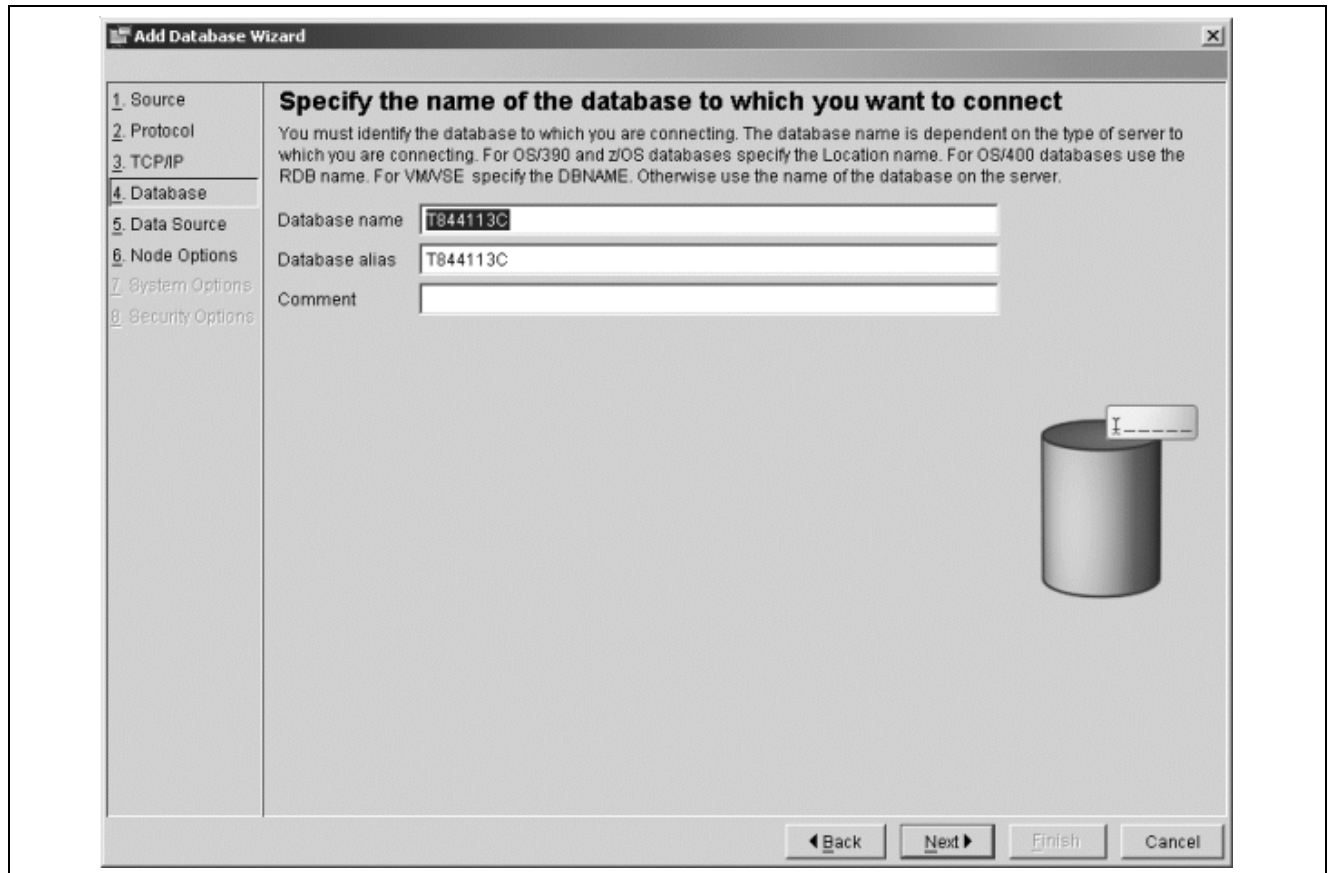 Add Database Wizard
1. Source
2. Protocol
3. TCP/IP
4. Database
5. Data Source
6. Node Options
7. System Options
8. Security Options
Specify the name of the database to which you want to connect
You must identify the database to which you are connecting. The database name is dependent on the type of server to
which you are connecting. For OS/390 and z/OS databases specify the Location name. For OS/400 databases use the
RDB name. For VM/VSE specify the DBNAME. Otherwise use the name of the database on the server.
Database name T844113C
Database alias T844113C
Comment
Back Next Finish Cancel